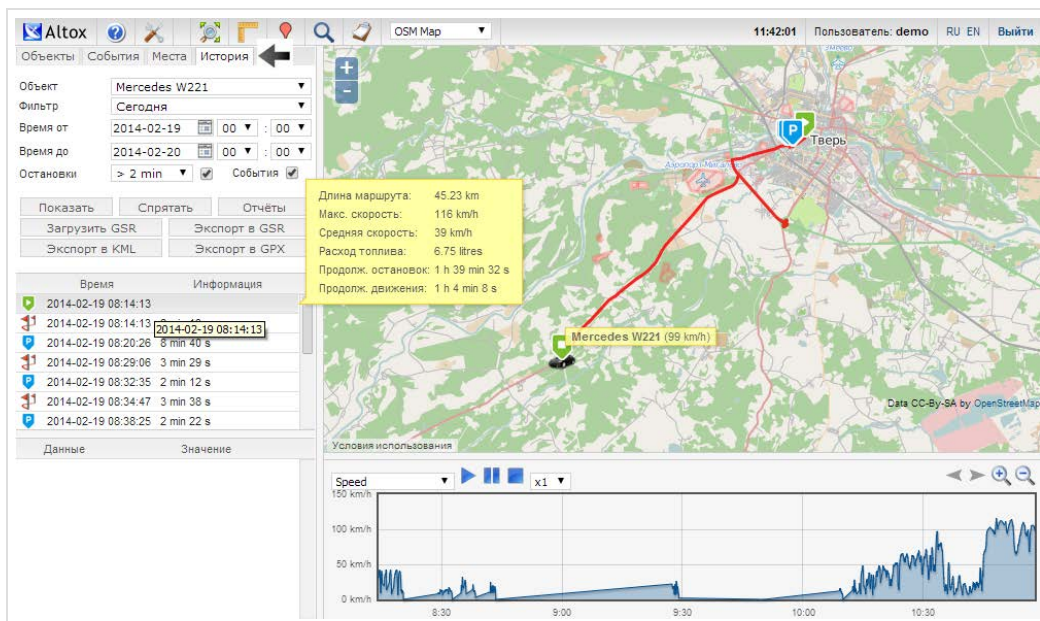 Altox
OSM Map
11:42:01 Пользователь: demo RU EN Выйти
Объекты События Места История
Объект Mercedes W221
Фильтр Сегодня
Время от 2014-02-19 00 : 00
Время до 2014-02-20 00 : 00
Остановки > 2 min События
Показать Спрятать Отчёты
Загрузить GSR Экспорт в GSR
Экспорт в KML Экспорт в GPX
Время Информация
2014-02-19 08:14:13
2014-02-19 08:14:13
2014-02-19 08:14:13
2014-02-19 08:20:26 8 min 40 s
2014-02-19 08:29:06 3 min 29 s
2014-02-19 08:32:35 2 min 12 s
2014-02-19 08:34:47 3 min 38 s
2014-02-19 08:38:25 2 min 22 s
Данные Значение
Длина маршрута: 45.23 km
Макс. скорость: 116 km/h
Средняя скорость: 39 km/h
Расход топлива: 6.75 litres
Продолж. остановок: 1 h 39 min 32 s
Продолж. движения: 1 h 4 min 8 s
P
Тверь
Mercedes W221 (99 km/h)
Data CC-By-SA by OpenStreetMap
Условия использования
Speed x1
150 km/h
100 km/h
50 km/h
0 km/h
8:30 9:00 9:30 10:00 10:30